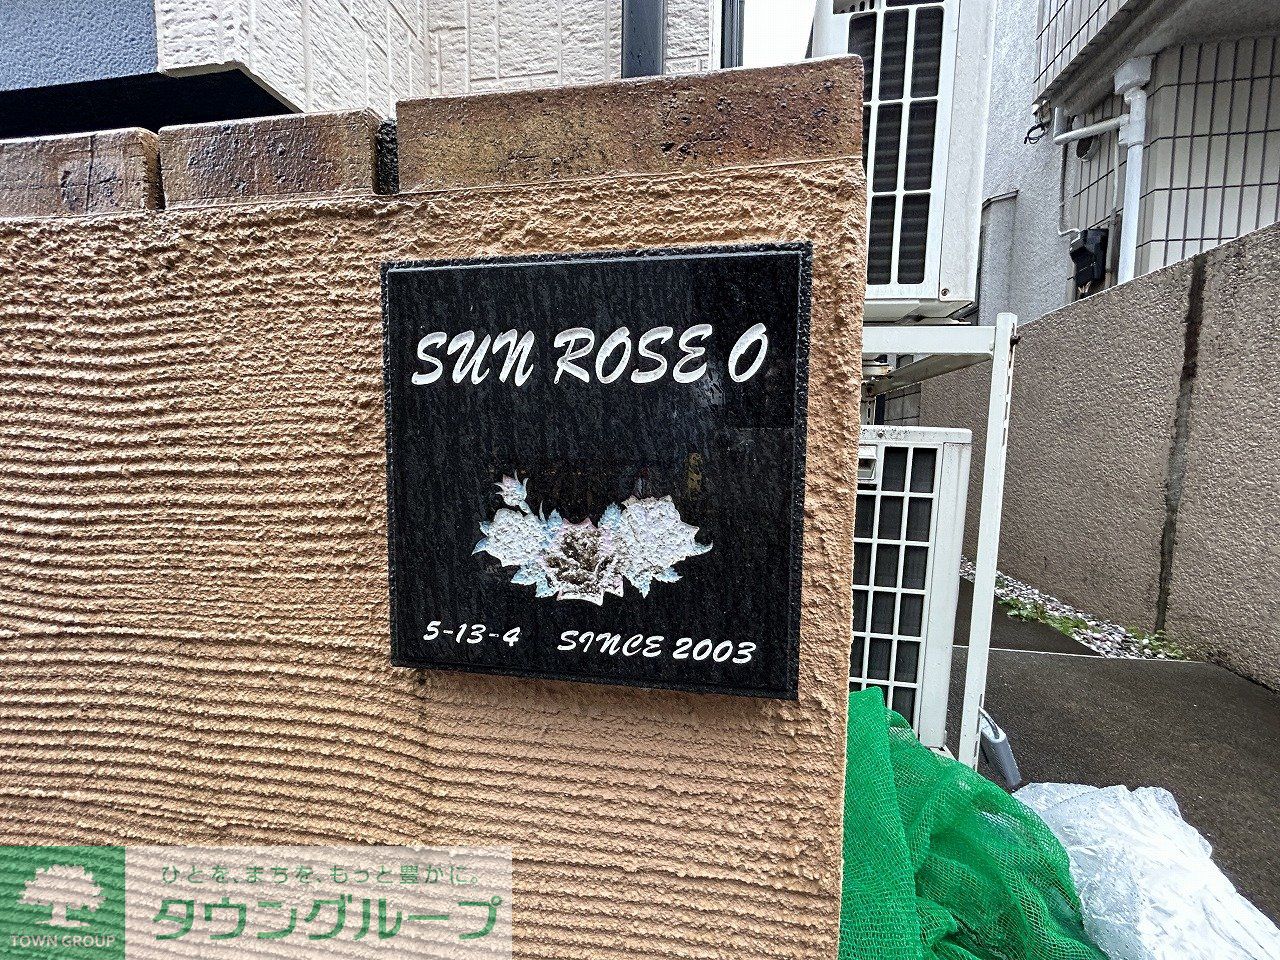 SUN ROSE O
5-13-4 SINCE 2003
ひとを、まちを、もっと豊かに。
タウングループ
TOWN GROUP